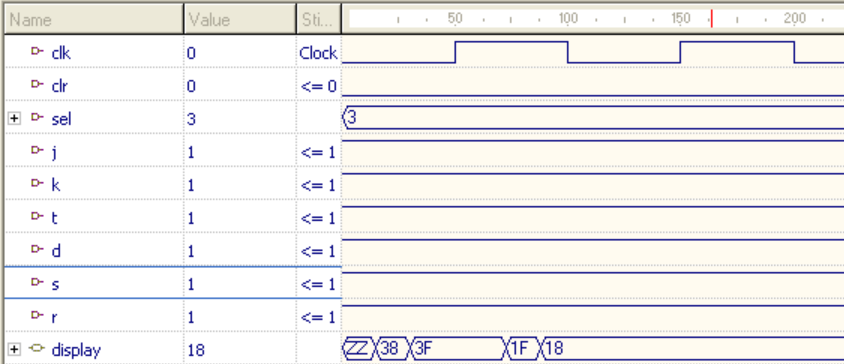 Name Value Sti... 50 100 150 200
clk 0 Clock
clr 0 <= 0
sel 3 3
j 1 <= 1
k 1 <= 1
t 1 <= 1
d 1 <= 1
s 1 <= 1
r 1 <= 1
display 18 ZZ 38 3F 1F 18